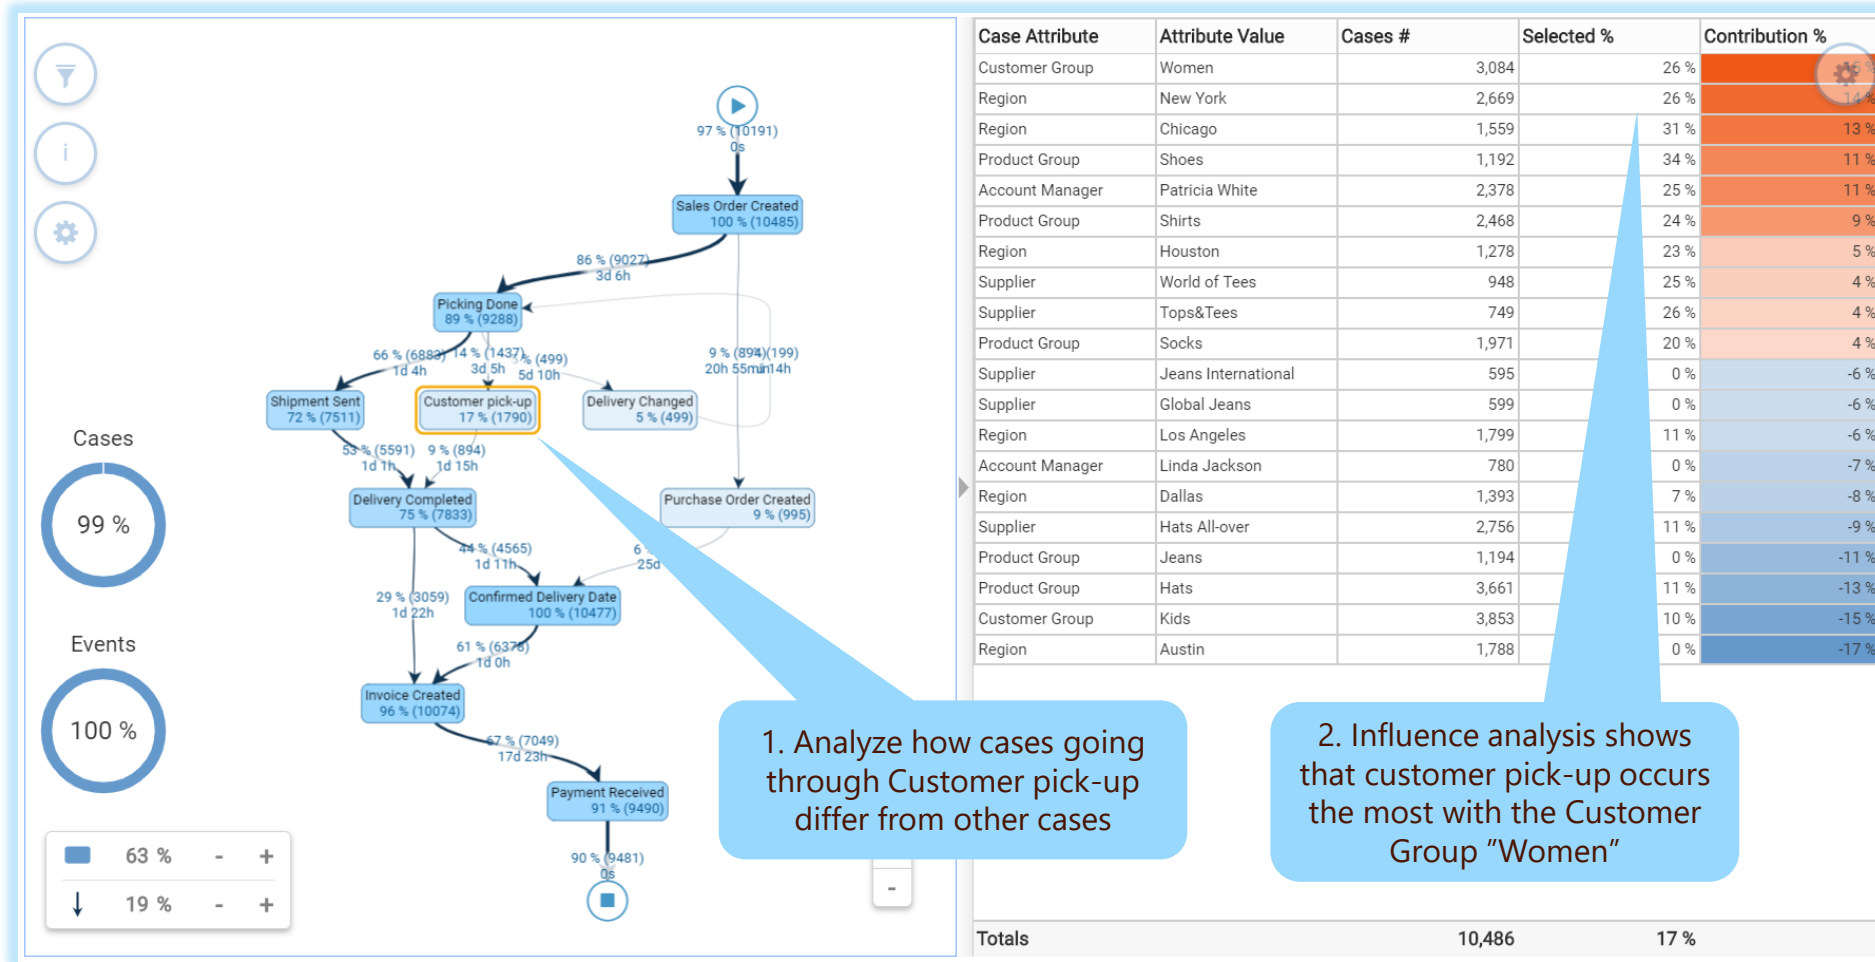 97 % (10191)
0s
Sales Order Created
100 % (10485)
86 % (9027)
3d 6h
Picking Done
89 % (9288)
66 % (6883)
1d 4h
14 % (1437)
3d 5h
% (499)
5d 10h
9 % (894)
(199)
20h 55min
14h
Shipment Sent
72 % (7511)
Customer pick-up
17 % (1790)
Delivery Changed
5 % (499)
53 % (5591)
1d 1h
9 % (894)
1d 15h
Cases
99 %
Delivery Completed
75 % (7833)
Purchase Order Created
9 % (995)
44 % (4565)
1d 11h
6
25d
29 % (3059)
1d 22h
Confirmed Delivery Date
100 % (10477)
Events
100 %
61 % (6378)
1d 0h
Invoice Created
96 % (10074)
67 % (7049)
17d 23h
Payment Received
91 % (9490)
90 % (9481)
0s
63 % - +
19 % - +
-
1. Analyze how cases going
through Customer pick-up
differ from other cases
Case Attribute Attribute Value Cases # Selected % Contribution %
Customer Group Women 3,084 26 %
Region New York 2,669 26 % 14 %
Region Chicago 1,559 31 % 13 %
Product Group Shoes 1,192 34 % 11 %
Account Manager Patricia White 2,378 25 % 11 %
Product Group Shirts 2,468 24 % 9 %
Region Houston 1,278 23 % 5 %
Supplier World of Tees 948 25 % 4 %
Supplier Tops&Tees 749 26 % 4 %
Product Group Socks 1,971 20 % 4 %
Supplier Jeans International 595 0 % -6 %
Supplier Global Jeans 599 0 % -6 %
Region Los Angeles 1,799 11 % -6 %
Account Manager Linda Jackson 780 0 % -7 %
Region Dallas 1,393 7 % -8 %
Supplier Hats All-over 2,756 11 % -9 %
Product Group Jeans 1,194 0 % -11 %
Product Group Hats 3,661 11 % -13 %
Customer Group Kids 3,853 10 % -15 %
Region Austin 1,788 0 % -17 %
2. Influence analysis shows
that customer pick-up occurs
the most with the Customer
Group "Women"
Totals 10,486 17 %